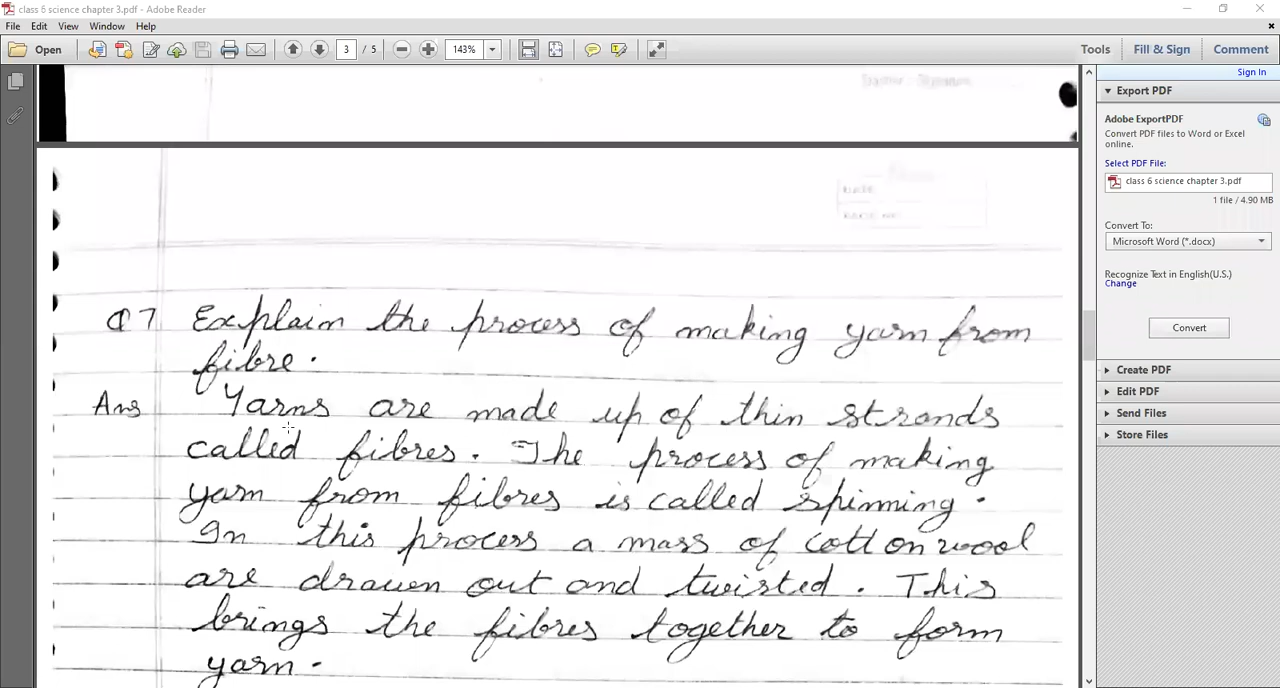 class 6 science chapter 3.pdf - Adobe Reader
File Edit View Window Help
Open 3 / 5 143% Tools Fill & Sign Comment
Sign In
Export PDF
Adobe ExportPDF
Convert PDF files to Word or Excel
online.
Select PDF File:
class 6 science chapter 3.pdf
1 file / 4.90 MB
Convert To:
Microsoft Word (*.docx)
Recognize Text in English(U.S.)
Change
Convert
Create PDF
Edit PDF
Send Files
Store Files
Q 7 Explain the process of making yarn from
fibre.
Ans Yarns are made up of thin strands
called fibres. The process of making
yarn from fibres is called spinning.
In this process a mass of cotton wool
are drawn out and twisted. This
brings the fibres together to form
yarn.